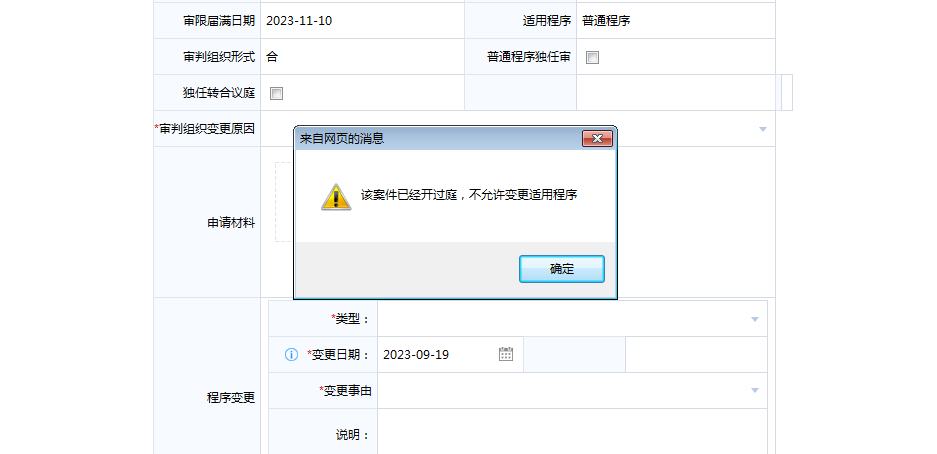 审限届满日期 2023-11-10 适用程序 普通程序
审判组织形式 合 普通程序独任审
独任转合议庭
*审判组织变更原因
来自网页的消息
该案件已经开过庭，不允许变更适用程序
申请材料
确定
*类型：
*变更日期： 2023-09-19
程序变更
*变更事由
说明：